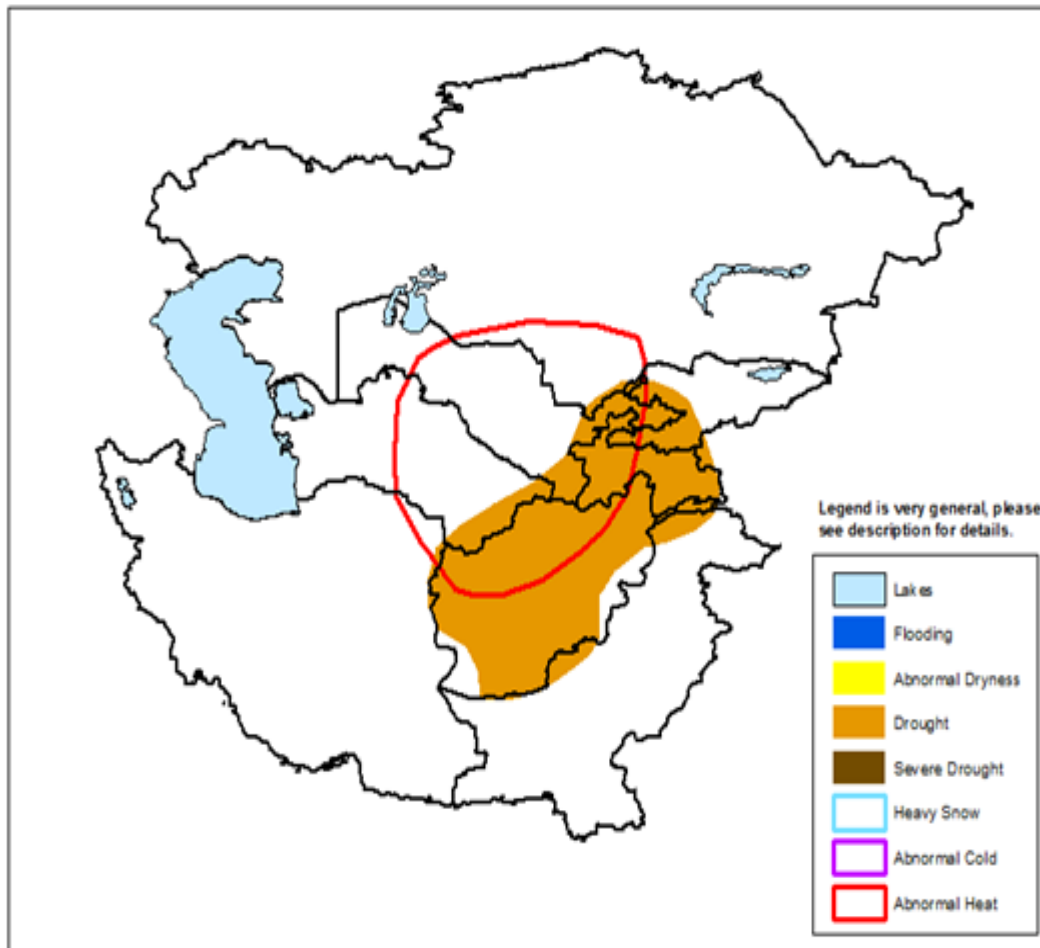 Legend is very general, please
see description for details.
Lakes
Flooding
Abnormal Dryness
Drought
Severe Drought
Heavy Snow
Abnormal Cold
Abnormal Heat